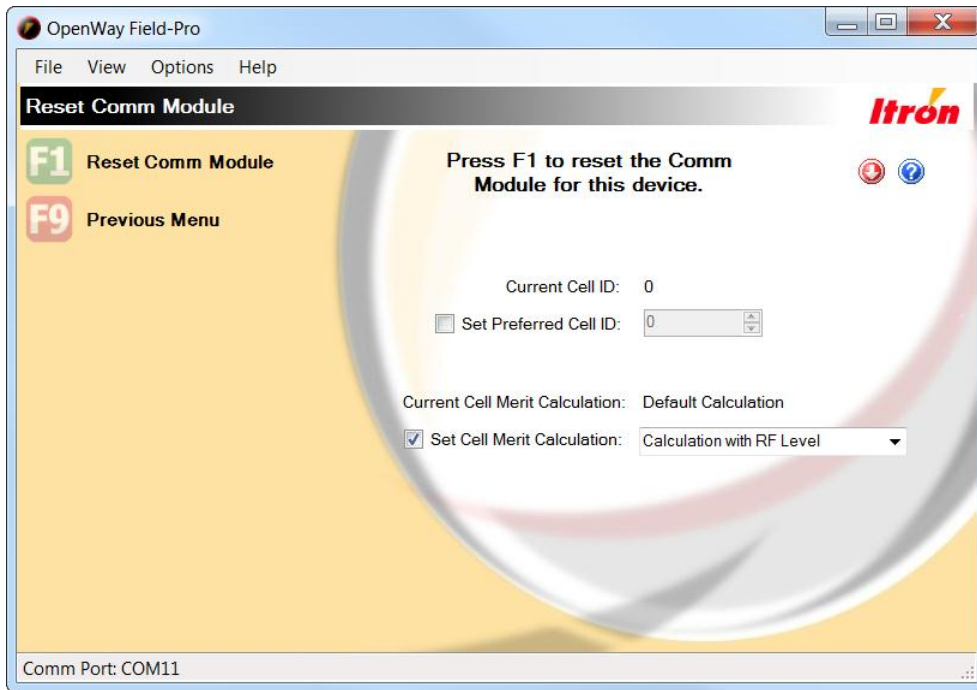 OpenWay Field-Pro
File View Options Help
Reset Comm Module
Itrón
F1 Reset Comm Module
F9 Previous Menu
Press F1 to reset the Comm
Module for this device.
Current Cell ID: 0
Set Preferred Cell ID: 0
Current Cell Merit Calculation: Default Calculation
Set Cell Merit Calculation: Calculation with RF Level
Comm Port: COM11